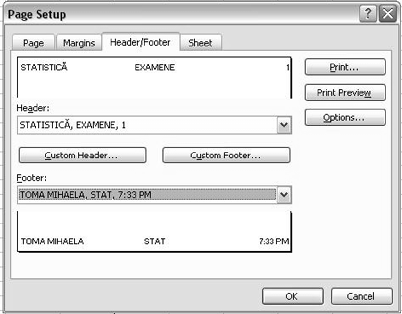 Page Setup
Page Margins Header/Footer Sheet
STATISTICĂ EXAMENE 1
Print...
Print Preview
Header:
STATISTICĂ, EXAMENE, 1
Options...
Custom Header... Custom Footer...
Footer:
TOMA MIHAELA, STAT, 7:33 PM
TOMA MIHAELA STAT 7:33 PM
OK Cancel